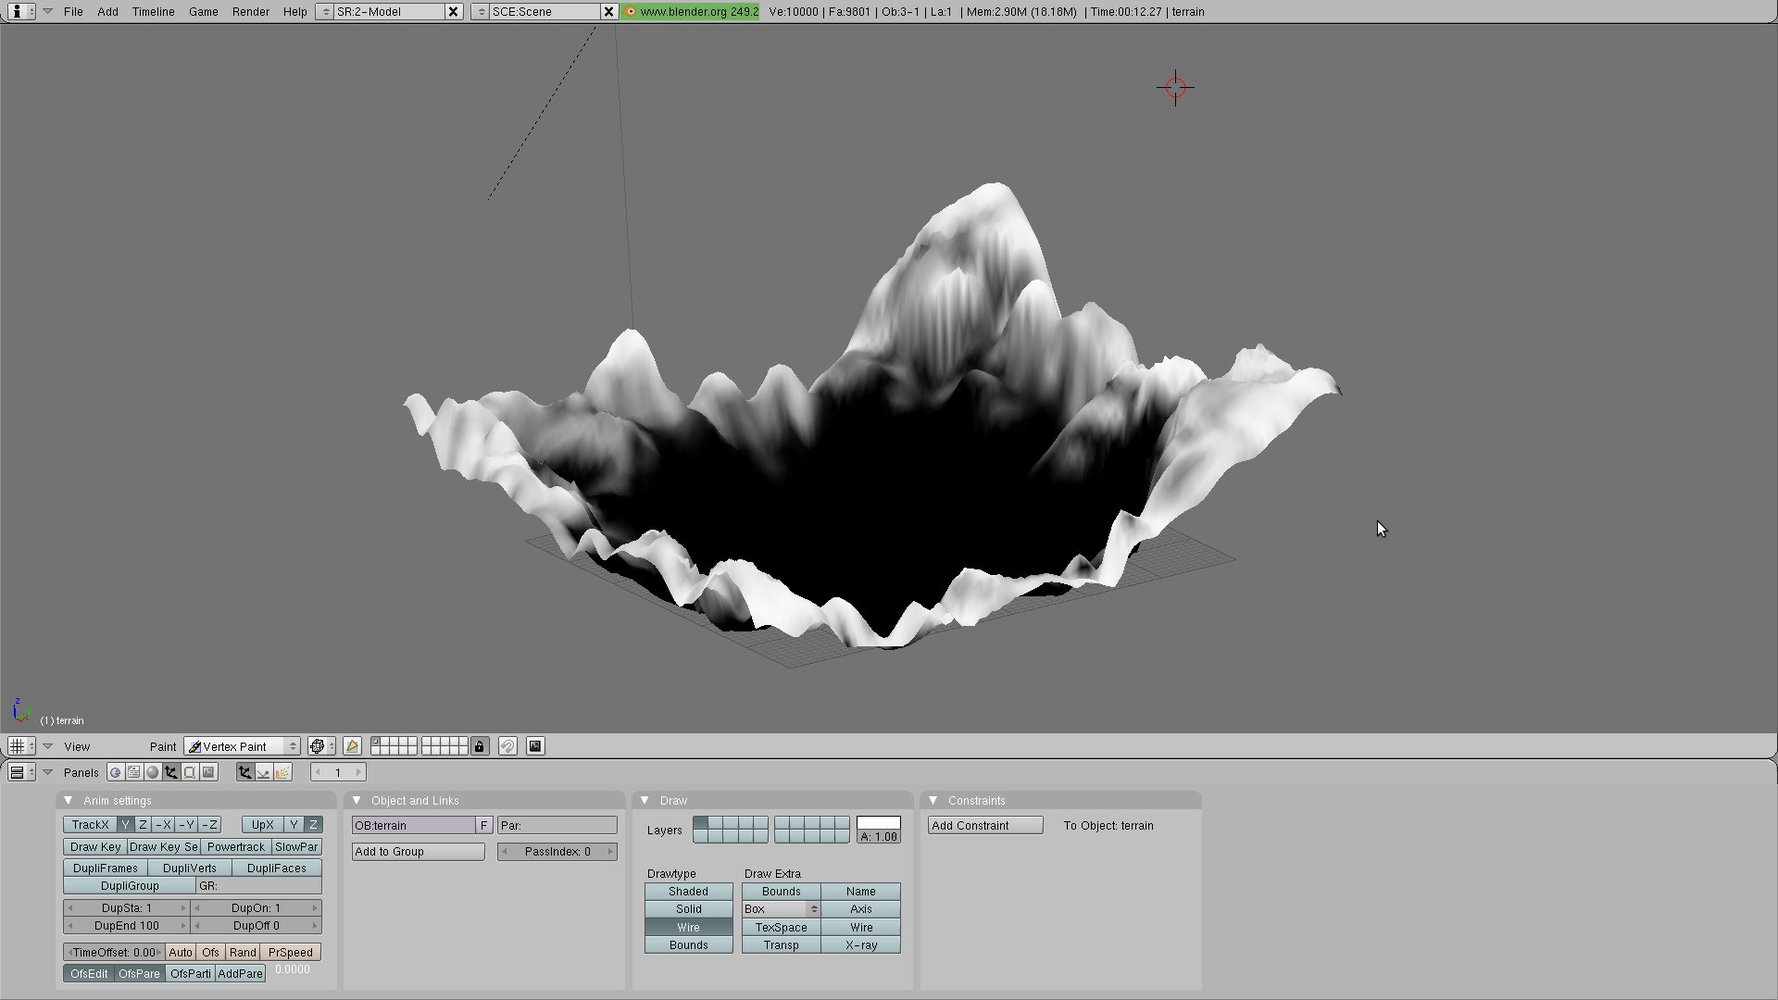 File Add Timeline Game Render Help SR:2-Model SCE:Scene www.blender.org 249.2 Ve:10000 | Fa:9801 | Ob:3-1 | La:1 | Mem:2.90M (18.18M) | Time:00:12.27 | terrain
z
(1) terrain
View Paint Vertex Paint
Panels 1
Anim settings Object and Links Draw Constraints
TrackX Y Z -X -Y -Z UpX Y Z OB:terrain F Par: Layers A: 1.00 Add Constraint To Object: terrain
Draw Key Draw Key Se Powertrack SlowPar Add to Group PassIndex: 0
DupliFrames DupliVerts DupliFaces Drawtype Draw Extra
DupliGroup GR: Shaded Bounds Name
DupSta: 1 DupOn: 1 Solid Box Axis
DupEnd 100 DupOff 0 Wire TexSpace Wire
TimeOffset: 0.00 Auto Ofs Rand PrSpeed Bounds Transp X-ray
OfsEdit OfsPare OfsParti AddPare 0.0000